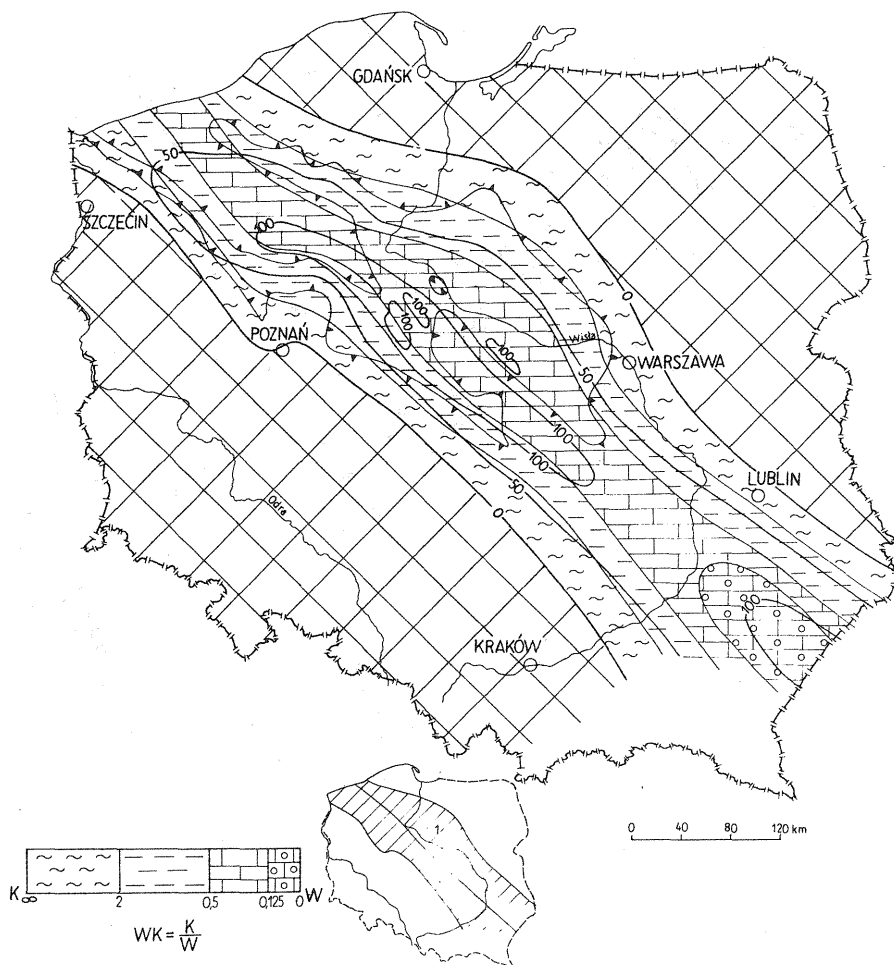 GDAŃSK
50
SZCZECIN
100
0
100
100
POZNAŃ
100
Wisła
WARSZAWA
50
100
100
50
LUBLIN
0
Odra
100
KRAKÓW
1
0 40 80 120 km
K W
∞ 2 0,5 0,125 0
WK = K
W